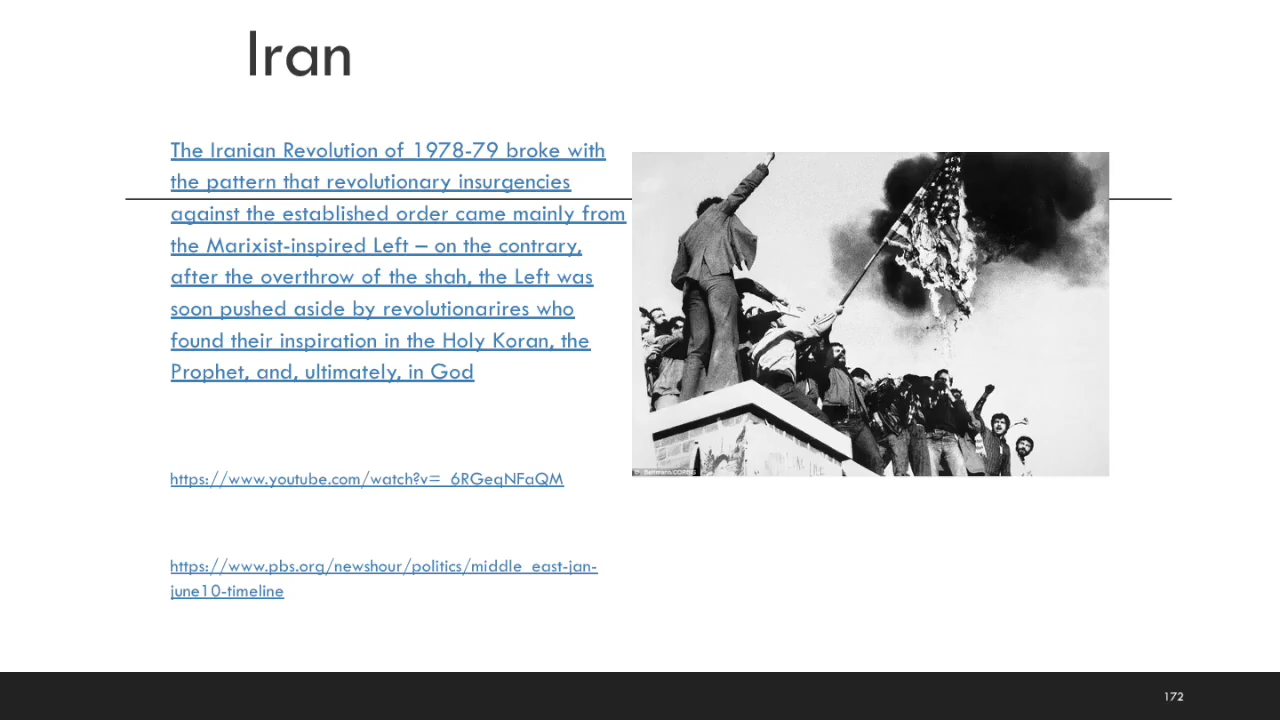 Iran
The Iranian Revolution of 1978-79 broke with
the pattern that revolutionary insurgencies
against the established order came mainly from
the Marixist-inspired Left – on the contrary,
after the overthrow of the shah, the Left was
soon pushed aside by revolutionarires who
found their inspiration in the Holy Koran, the
Prophet, and, ultimately, in God
https://www.youtube.com/watch?v=_6RGeqNFaQM
https://www.pbs.org/newshour/politics/middle_east-jan-
june10-timeline
172